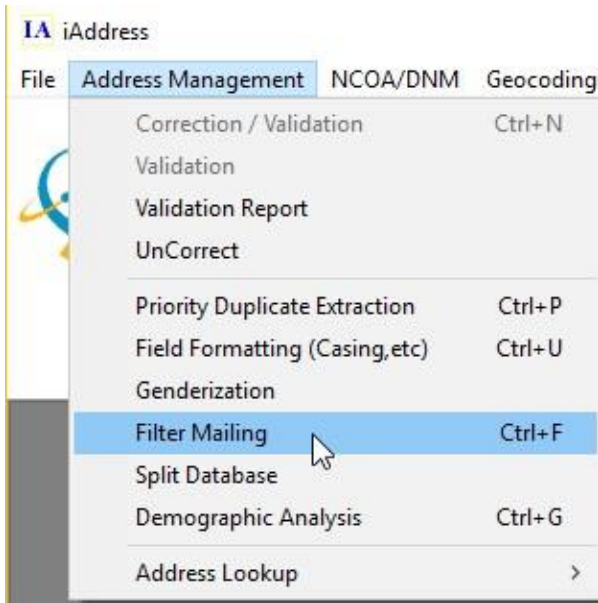 IA iAddress
File Address Management NCOA/DNM Geocoding
Correction / Validation Ctrl+N
Validation
Validation Report
UnCorrect
Priority Duplicate Extraction Ctrl+P
Field Formatting (Casing,etc) Ctrl+U
Genderization
Filter Mailing Ctrl+F
Split Database
Demographic Analysis Ctrl+G
Address Lookup >